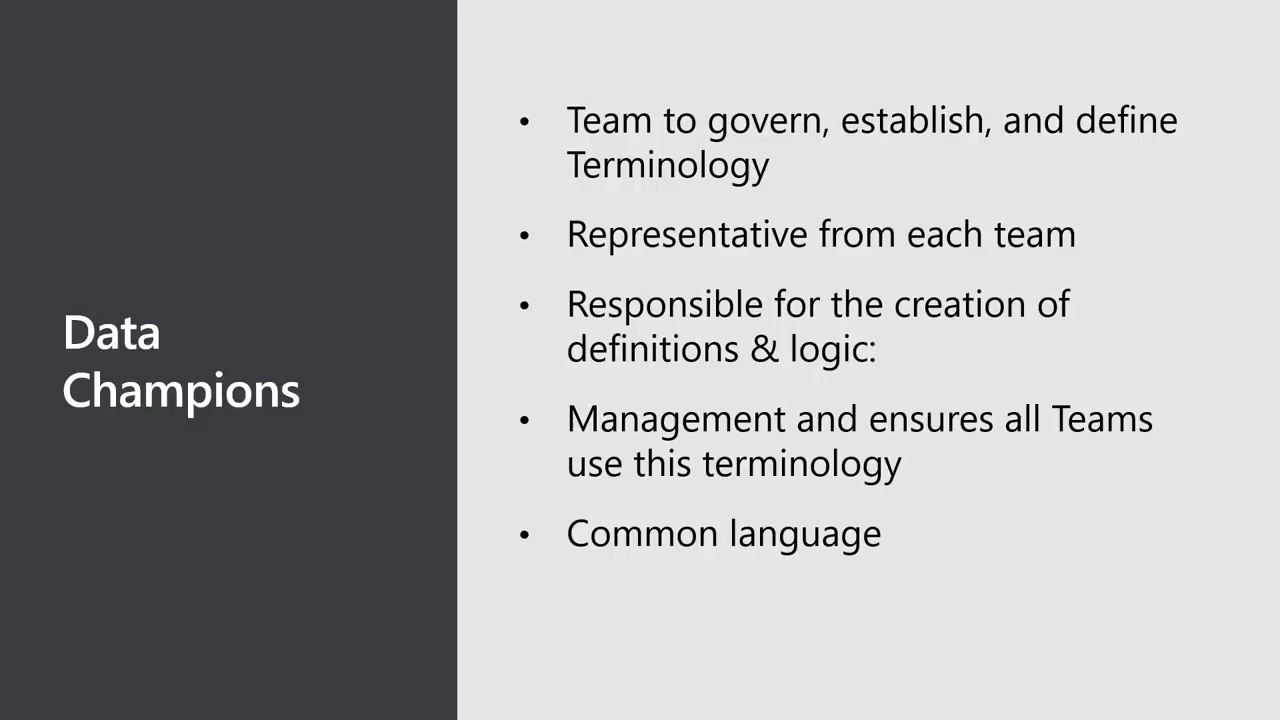 Data
Champions
• Team to govern, establish, and define
Terminology
• Representative from each team
• Responsible for the creation of
definitions & logic:
• Management and ensures all Teams
use this terminology
• Common language